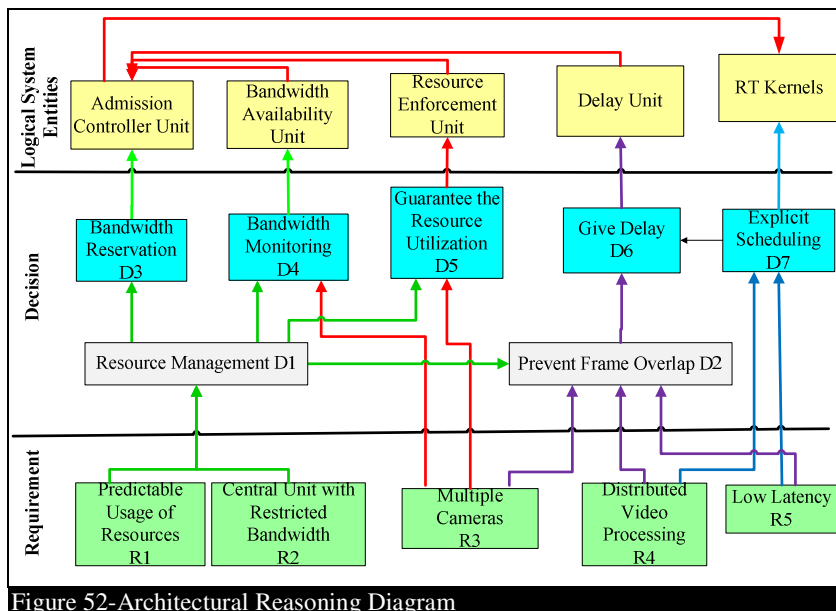 Logical System
Entities
Admission
Controller Unit
Bandwidth
Availability
Unit
Resource
Enforcement
Unit
Delay Unit
RT Kernels
Decision
Bandwidth
Reservation
D3
Bandwidth
Monitoring
D4
Guarantee the
Resource
Utilization
D5
Give Delay
D6
Explicit
Scheduling
D7
Resource Management D1
Prevent Frame Overlap D2
Requirement
Predictable
Usage of
Resources
R1
Central Unit with
Restricted
Bandwidth
R2
Multiple
Cameras
R3
Distributed
Video
Processing
R4
Low Latency
R5
Figure 52-Architectural Reasoning Diagram